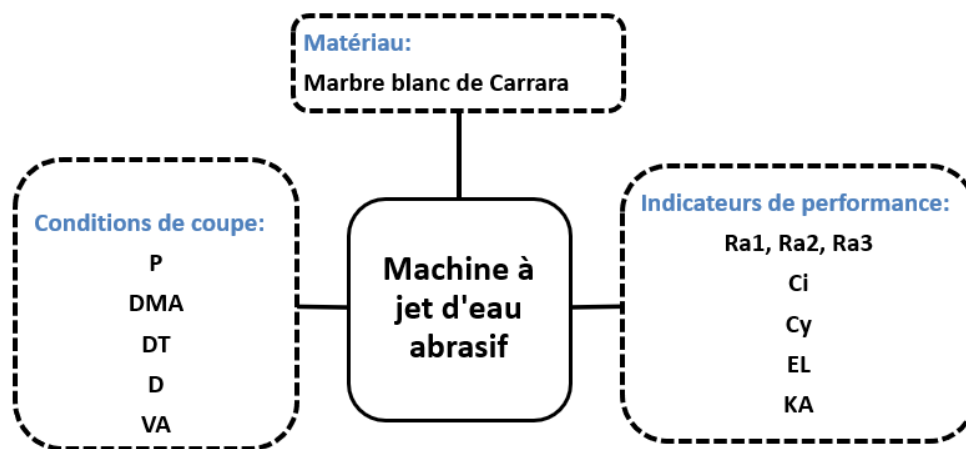 Matériau:
Marbre blanc de Carrara
Conditions de coupe:
P
DMA
DT
D
VA
Machine à
jet d'eau
abrasif
Indicateurs de performance:
Ra1, Ra2, Ra3
Ci
Cy
EL
KA